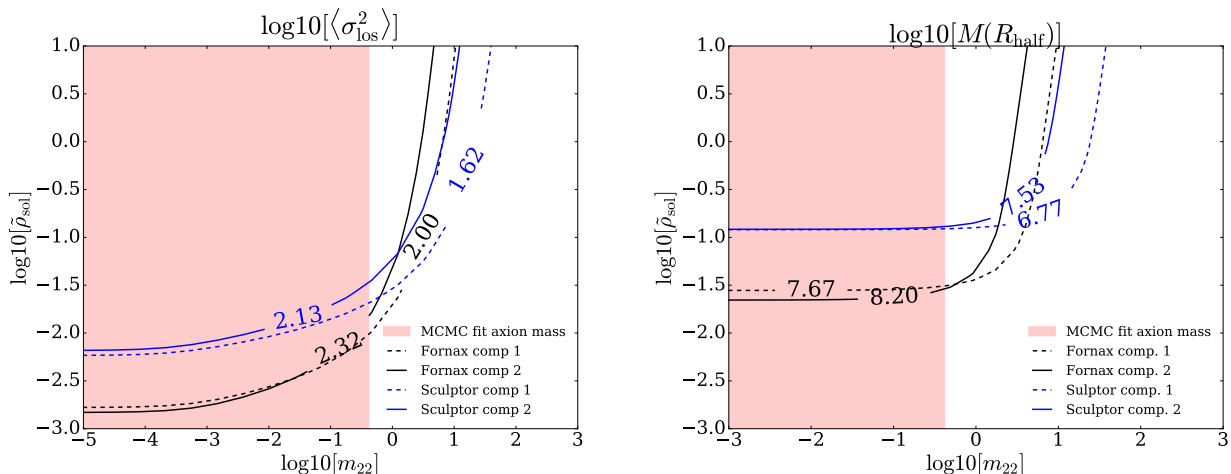 log10[⟨σ²los⟩]
1.0
0.5
0.0
−0.5
−1.0
−1.5
−2.0
−2.5
−3.0
log10[ρ̃sol]
1.62
2.00
2.13
2.32
MCMC fit axion mass
Fornax comp 1
Fornax comp 2
Sculptor comp 1
Sculptor comp 2
−5 −4 −3 −2 −1 0 1 2 3
log10[m22]
log10[M(Rhalf)]
1.0
0.5
0.0
−0.5
−1.0
−1.5
−2.0
−2.5
−3.0
log10[ρ̃sol]
7.53
6.77
7.67
8.20
MCMC fit axion mass
Fornax comp. 1
Fornax comp. 2
Sulptor comp. 1
Sculptor comp. 2
−3 −2 −1 0 1 2 3
log10[m22]